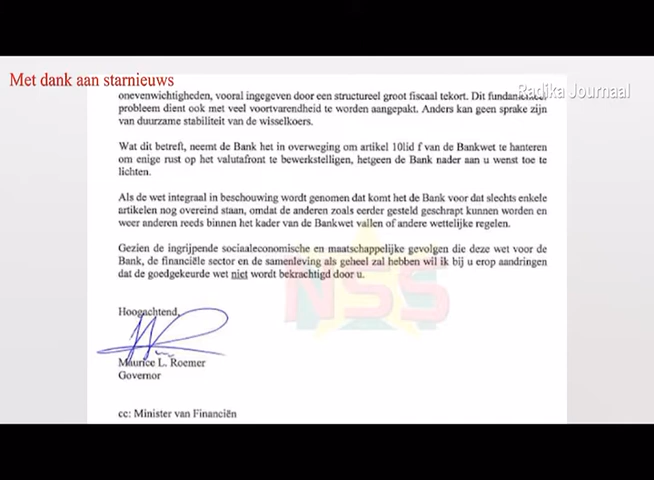 Met dank aan starnieuws
Radika Journaal
onevenwichtigheden, vooral ingegeven door een structureel groot fiscaal tekort. Dit fundamenteel
probleem dient ook met veel voortvarendheid te worden aangepakt. Anders kan geen sprake zijn
van duurzame stabiliteit van de wisselkoers.
Wat dit betreft, neemt de Bank het in overweging om artikel 10lid f van de Bankwet te hanteren
om enige rust op het valutafront te bewerkstelligen, hetgeen de Bank nader aan u wenst toe te
lichten.
Als de wet integraal in beschouwing wordt genomen dat komt het de Bank voor dat slechts enkele
artikelen nog overeind staan, omdat de anderen zoals eerder gesteld geschrapt kunnen worden en
weer anderen reeds binnen het kader van de Bankwet vallen of andere wettelijke regelen.
Gezien de ingrijpende sociaaleconomische en maatschappelijke gevolgen die deze wet voor de
Bank, de financiële sector en de samenleving als geheel zal hebben wil ik bij u erop aandringen
dat de goedgekeurde wet niet wordt bekrachtigd door u.
NSS
Hoogachtend,
Maurice L. Roemer
Governor
cc: Minister van Financiën